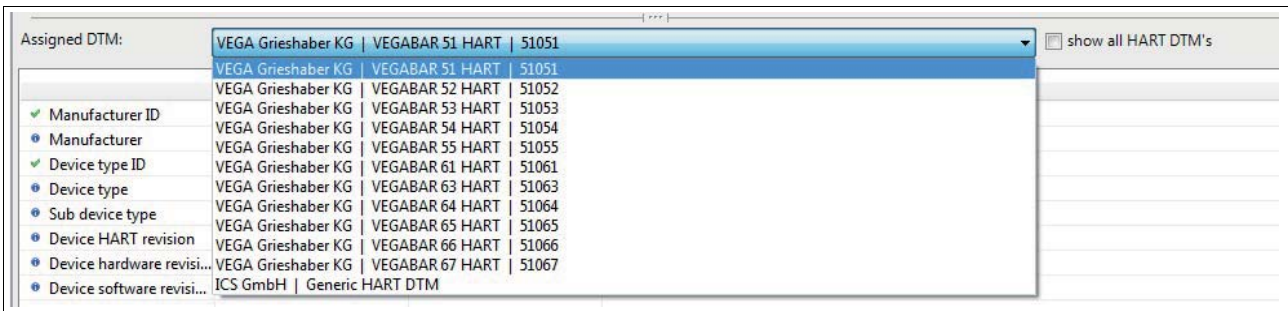 Assigned DTM:
VEGA Grieshaber KG | VEGABAR 51 HART | 51051
show all HART DTM's
VEGA Grieshaber KG | VEGABAR 51 HART | 51051
VEGA Grieshaber KG | VEGABAR 52 HART | 51052
VEGA Grieshaber KG | VEGABAR 53 HART | 51053
VEGA Grieshaber KG | VEGABAR 54 HART | 51054
VEGA Grieshaber KG | VEGABAR 55 HART | 51055
VEGA Grieshaber KG | VEGABAR 61 HART | 51061
VEGA Grieshaber KG | VEGABAR 63 HART | 51063
VEGA Grieshaber KG | VEGABAR 64 HART | 51064
VEGA Grieshaber KG | VEGABAR 65 HART | 51065
VEGA Grieshaber KG | VEGABAR 66 HART | 51066
VEGA Grieshaber KG | VEGABAR 67 HART | 51067
ICS GmbH | Generic HART DTM
Manufacturer ID
Manufacturer
Device type ID
Device type
Sub device type
Device HART revision
Device hardware revisi...
Device software revisi...